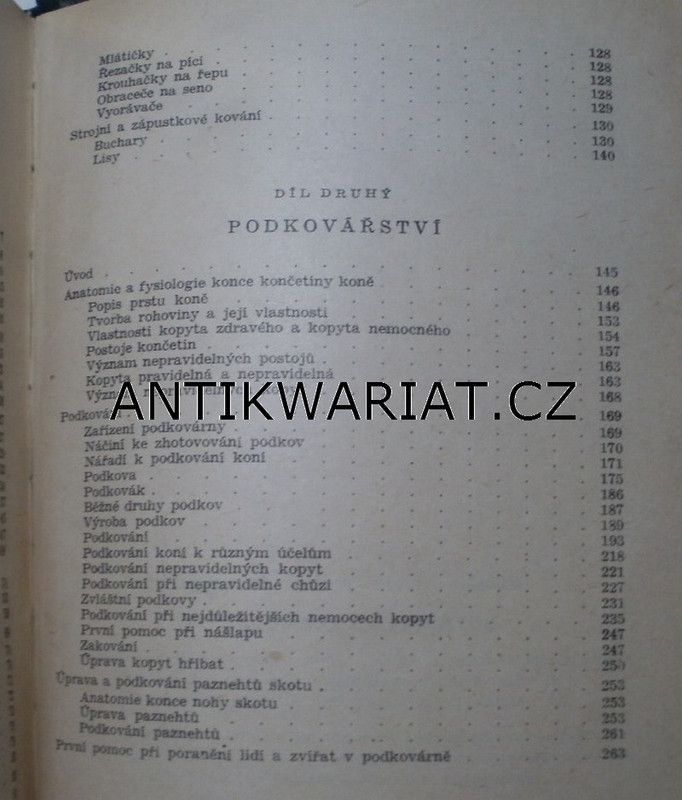 Mlátičky 128
Řezačky na píci 128
Krouhačky na řepu 128
Obraceče na seno 128
Vyorávače 129
Strojní a zápustkové kování 130
Buchary 130
Lisy 140
DÍL DRUHÝ
PODKOVÁŘSTVÍ
Úvod 145
Anatomie a fysiologie konce končetiny koně 146
Popis prstu koně 146
Tvorba rohoviny a její vlastnosti 153
Vlastnosti kopyta zdravého a kopyta nemocného 154
Postoje končetin 157
Význam nepravidelných postojů 163
Kopyta pravidelná a nepravidelná 163
Význam nepravidelných kopyt 168
ANTIKWARIAT.CZ
Podkování 169
Zařízení podkovárny 169
Náčiní ke zhotovování podkov 170
Nářadí k podkování koní 171
Podkova 175
Podkovák 186
Běžné druhy podkov 187
Výroba podkov 189
Podkování 193
Podkování koní k různým účelům 218
Podkování nepravidelných kopyt 221
Podkování při nepravidelné chůzi 227
Zvláštní podkovy 231
Podkování při nejdůležitějších nemocech kopyt 235
První pomoc při nášlapu 247
Zakování 247
Úprava kopyt hříbat 250
Úprava a podkování paznehtů skotu 253
Anatomie konce nohy skotu 253
Úprava paznehtů 253
Podkování paznehtů 261
První pomoc při poranění lidí a zvířat v podkovárně 263